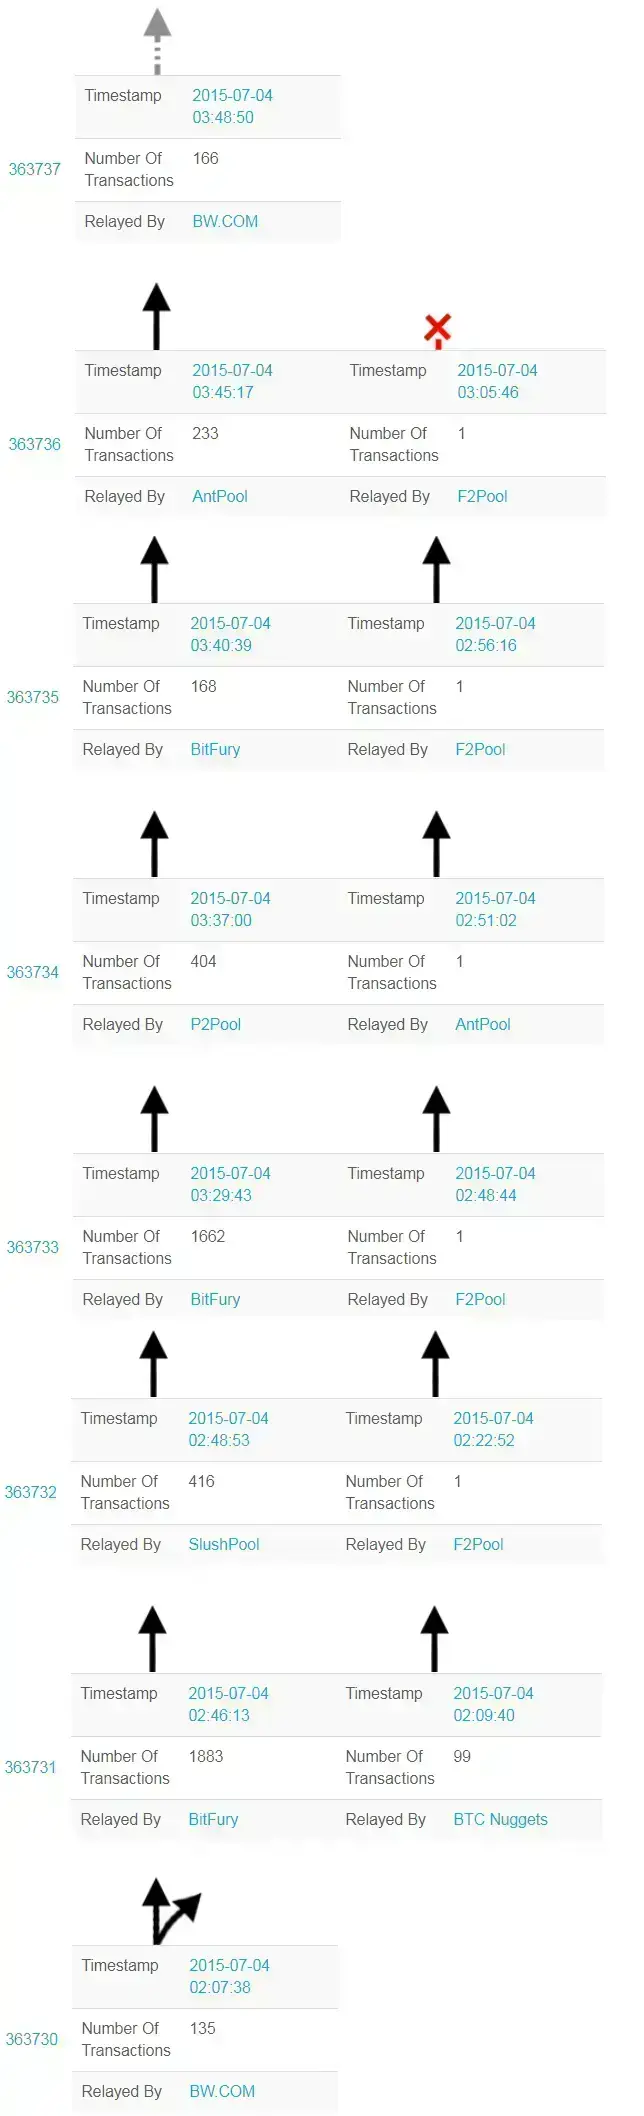 Timestamp 2015-07-04
03:48:50
363737
Number Of 166
Transactions
Relayed By BW.COM
Timestamp 2015-07-04 Timestamp 2015-07-04
03:45:17 03:05:46
363736
Number Of 233 Number Of 1
Transactions Transactions
Relayed By AntPool Relayed By F2Pool
Timestamp 2015-07-04 Timestamp 2015-07-04
03:40:39 02:56:16
363735
Number Of 168 Number Of 1
Transactions Transactions
Relayed By BitFury Relayed By F2Pool
Timestamp 2015-07-04 Timestamp 2015-07-04
03:37:00 02:51:02
363734
Number Of 404 Number Of 1
Transactions Transactions
Relayed By P2Pool Relayed By AntPool
Timestamp 2015-07-04 Timestamp 2015-07-04
03:29:43 02:48:44
363733
Number Of 1662 Number Of 1
Transactions Transactions
Relayed By BitFury Relayed By F2Pool
Timestamp 2015-07-04 Timestamp 2015-07-04
02:48:53 02:22:52
363732
Number Of 416 Number Of 1
Transactions Transactions
Relayed By SlushPool Relayed By F2Pool
Timestamp 2015-07-04 Timestamp 2015-07-04
02:46:13 02:09:40
363731
Number Of 1883 Number Of 99
Transactions Transactions
Relayed By BitFury Relayed By BTC Nuggets
Timestamp 2015-07-04
02:07:38
363730
Number Of 135
Transactions
Relayed By BW.COM